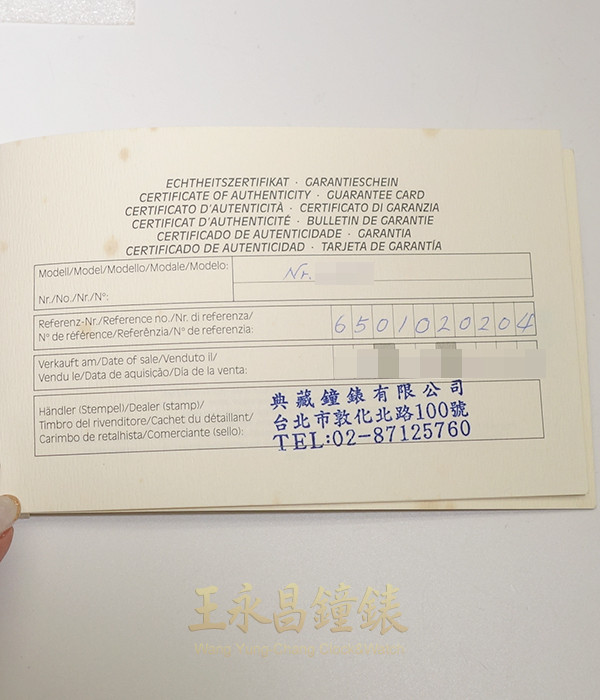 ECHTHEITSZERTIFIKAT · GARANTIESCHEIN
CERTIFICATE OF AUTHENTICITY · GUARANTEE CARD
CERTIFICATO D'AUTENTICITÀ · CERTIFICATO DI GARANZIA
CERTIFICAT D'AUTHENTICITÉ · BULLETIN DE GARANTIE
CERTIFICADO DE AUTENTICIDADE · GARANTIA
CERTIFICADO DE AUTENTICIDAD · TARJETA DE GARANTÍA
Modell/Model/Modello/Modale/Modelo:
Nr.
Nr./No./Nr./Nº:
Referenz-Nr./Reference no./Nr. di referenza/
Nº de référence/Referência/Nº de referenzia:
6501020204
Verkauft am/Date of sale/Venduto il/
Vendu le/Data de aquisição/Dia de la venta:
Händler (Stempel)/Dealer (stamp)/
Timbro del rivenditore/Cachet du détaillant/
Carimbo de retalhista/Comerciante (sello):
典藏鐘錶有限公司
台北市敦化北路100號
TEL:02-87125760
王永昌鐘錶